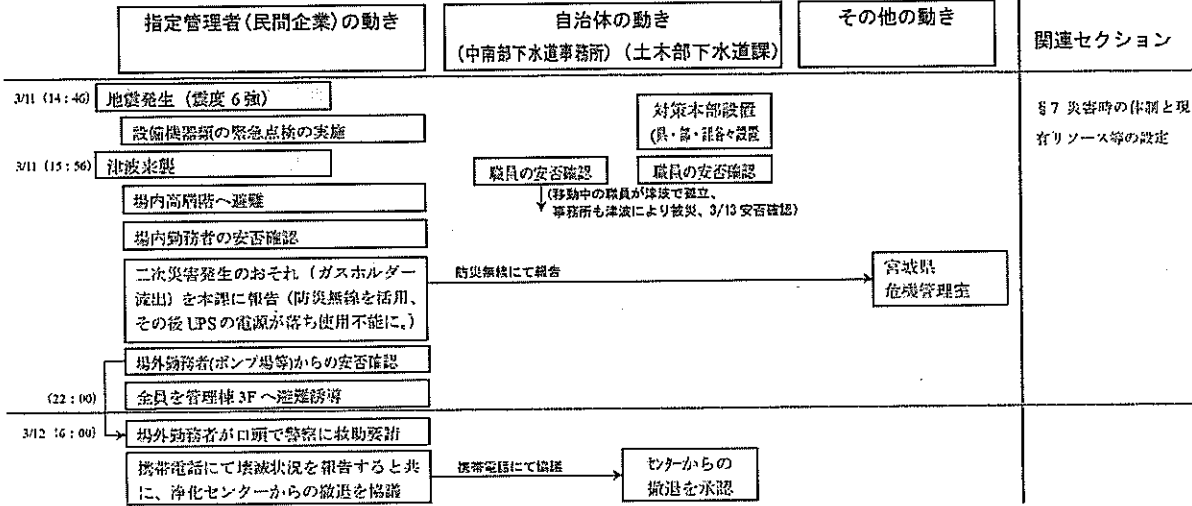 指定管理者(民間企業)の動き
自治体の動き
(中南部下水道事務所) (土木部下水道課)
その他の動き
関連セクション
3/11 (14:46) 地震発生 (震度6強)
対策本部設置
(県・部・課各々設置
§7 災害時の体制と現
有リソース等の設定
設備機器類の緊急点検の実施
3/11 (15:56) 津波来襲
職員の安否確認
職員の安否確認
(移動中の職員が津波で孤立、
事務所も津波により被災、3/13 安否確認)
場内高層階へ避難
場内勤務者の安否確認
二次災害発生のおそれ (ガスホルダー
流出) を本課に報告 (防災無線を活用、
その後 UPS の電源が落ち使用不能に。)
防災無線にて報告
宮城県
危機管理室
場外勤務者(ポンプ場等)からの安否確認
(22:00) 全員を管理棟 3F へ避難誘導
3/12 (6:00) 場外勤務者が口頭で警察に救助要請
携帯電話にて壊滅状況を報告すると共
に、浄化センターからの撤退を協議
携帯電話にて協議
センターからの
撤退を承認